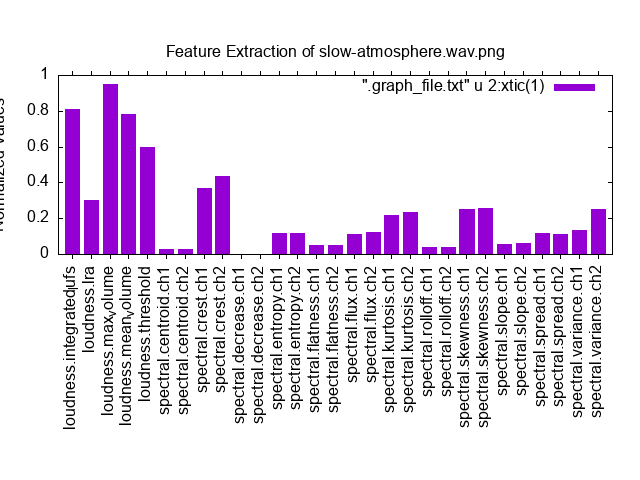 Feature Extraction of slow-atmosphere.wav.png
".graph_file.txt" u 2:xtic(1)
Normalized Values
1
0.8
0.6
0.4
0.2
0
loudness.integratedlufs
loudness.lra
loudness.maxvolume
loudness.meanvolume
loudness.threshold
spectral.centroid.ch1
spectral.centroid.ch2
spectral.crest.ch1
spectral.crest.ch2
spectral.decrease.ch1
spectral.decrease.ch2
spectral.entropy.ch1
spectral.entropy.ch2
spectral.flatness.ch1
spectral.flatness.ch2
spectral.flux.ch1
spectral.flux.ch2
spectral.kurtosis.ch1
spectral.kurtosis.ch2
spectral.rolloff.ch1
spectral.rolloff.ch2
spectral.skewness.ch1
spectral.skewness.ch2
spectral.slope.ch1
spectral.slope.ch2
spectral.spread.ch1
spectral.spread.ch2
spectral.variance.ch1
spectral.variance.ch2